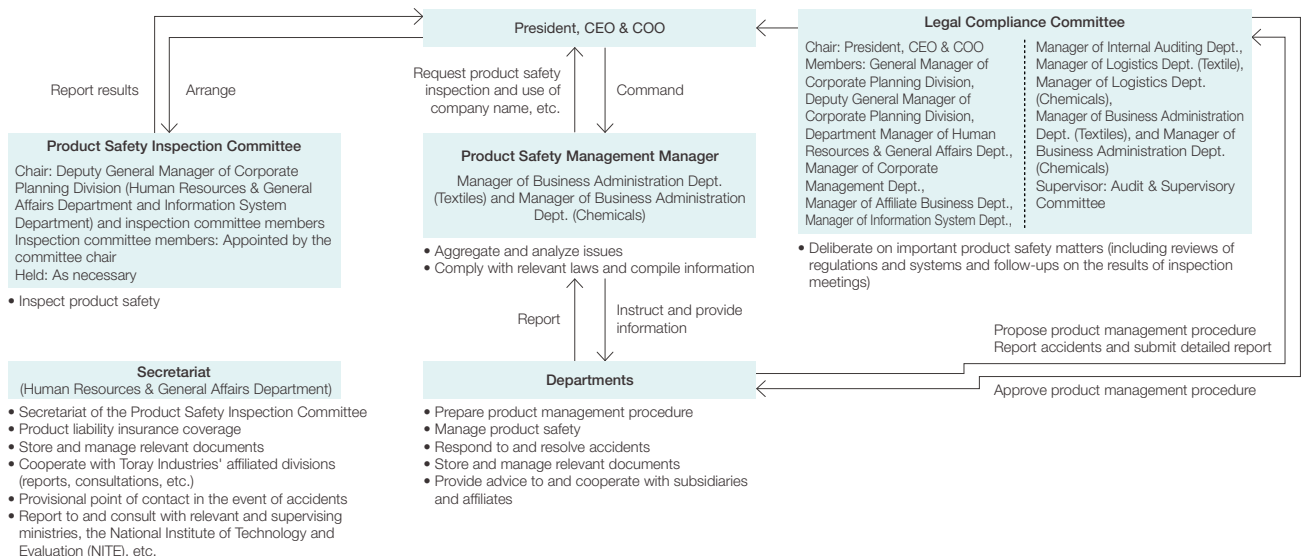 President, CEO & COO
Report results
Arrange
Request product safety
inspection and use of
company name, etc.
Command
Legal Compliance Committee
Chair: President, CEO & COO
Members: General Manager of
Corporate Planning Division,
Deputy General Manager of
Corporate Planning Division,
Department Manager of Human
Resources & General Affairs Dept.,
Manager of Corporate
Management Dept.,
Manager of Affiliate Business Dept.,
Manager of Information System Dept.,
Manager of Internal Auditing Dept.,
Manager of Logistics Dept. (Textile),
Manager of Logistics Dept.
(Chemicals),
Manager of Business Administration
Dept. (Textiles), and Manager of
Business Administration Dept.
(Chemicals)
Supervisor: Audit & Supervisory
Committee
• Deliberate on important product safety matters (including reviews of
regulations and systems and follow-ups on the results of inspection
meetings)
Product Safety Inspection Committee
Chair: Deputy General Manager of Corporate
Planning Division (Human Resources & General
Affairs Department and Information System
Department) and inspection committee members
Inspection committee members: Appointed by the
committee chair
Held: As necessary
• Inspect product safety
Product Safety Management Manager
Manager of Business Administration Dept.
(Textiles) and Manager of Business Administration
Dept. (Chemicals)
• Aggregate and analyze issues
• Comply with relevant laws and compile information
Report
Instruct and provide
information
Propose product management procedure
Report accidents and submit detailed report
Approve product management procedure
Secretariat
(Human Resources & General Affairs Department)
• Secretariat of the Product Safety Inspection Committee
• Product liability insurance coverage
• Store and manage relevant documents
• Cooperate with Toray Industries' affiliated divisions
(reports, consultations, etc.)
• Provisional point of contact in the event of accidents
• Report to and consult with relevant and supervising
ministries, the National Institute of Technology and
Evaluation (NITE), etc.
Departments
• Prepare product management procedure
• Manage product safety
• Respond to and resolve accidents
• Store and manage relevant documents
• Provide advice to and cooperate with subsidiaries
and affiliates